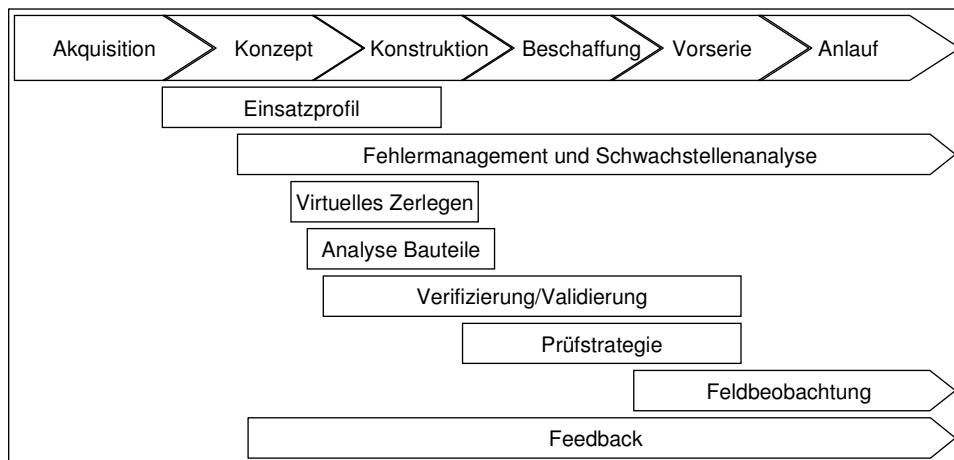 Akquisition Konzept Konstruktion Beschaffung Vorserie Anlauf
Einsatzprofil
Fehlermanagement und Schwachstellenanalyse
Virtuelles Zerlegen
Analyse Bauteile
Verifizierung/Validierung
Prüfstrategie
Feldbeobachtung
Feedback